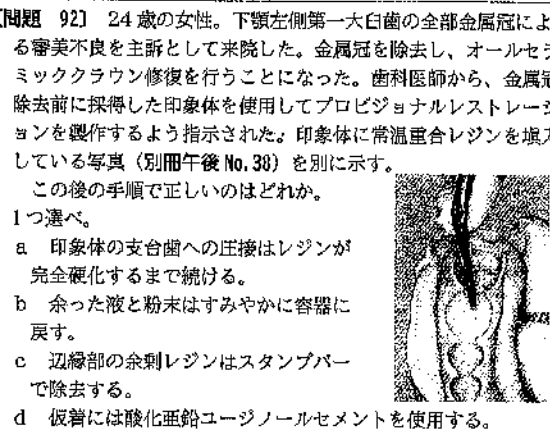 【問題 92】 24歳の女性。下顎左側第一大臼歯の全部金属冠によ
る審美不良を主訴として来院した。金属冠を除去し、オールセラ
ミッククラウン修復を行うことになった。歯科医師から、金属冠
除去前に採得した印象体を使用してプロビジョナルレストレーシ
ョンを製作するよう指示された。印象体に常温重合レジンを填入
している写真（別冊午後 No.38）を別に示す。
この後の手順で正しいのはどれか。
1つ選べ。
a 印象体の支台歯への圧接はレジンが
完全硬化するまで続ける。
b 余った液と粉末はすみやかに容器に
戻す。
c 辺縁部の余剰レジンはスタンプバー
で除去する。
d 仮着には酸化亜鉛ユージノールセメントを使用する。